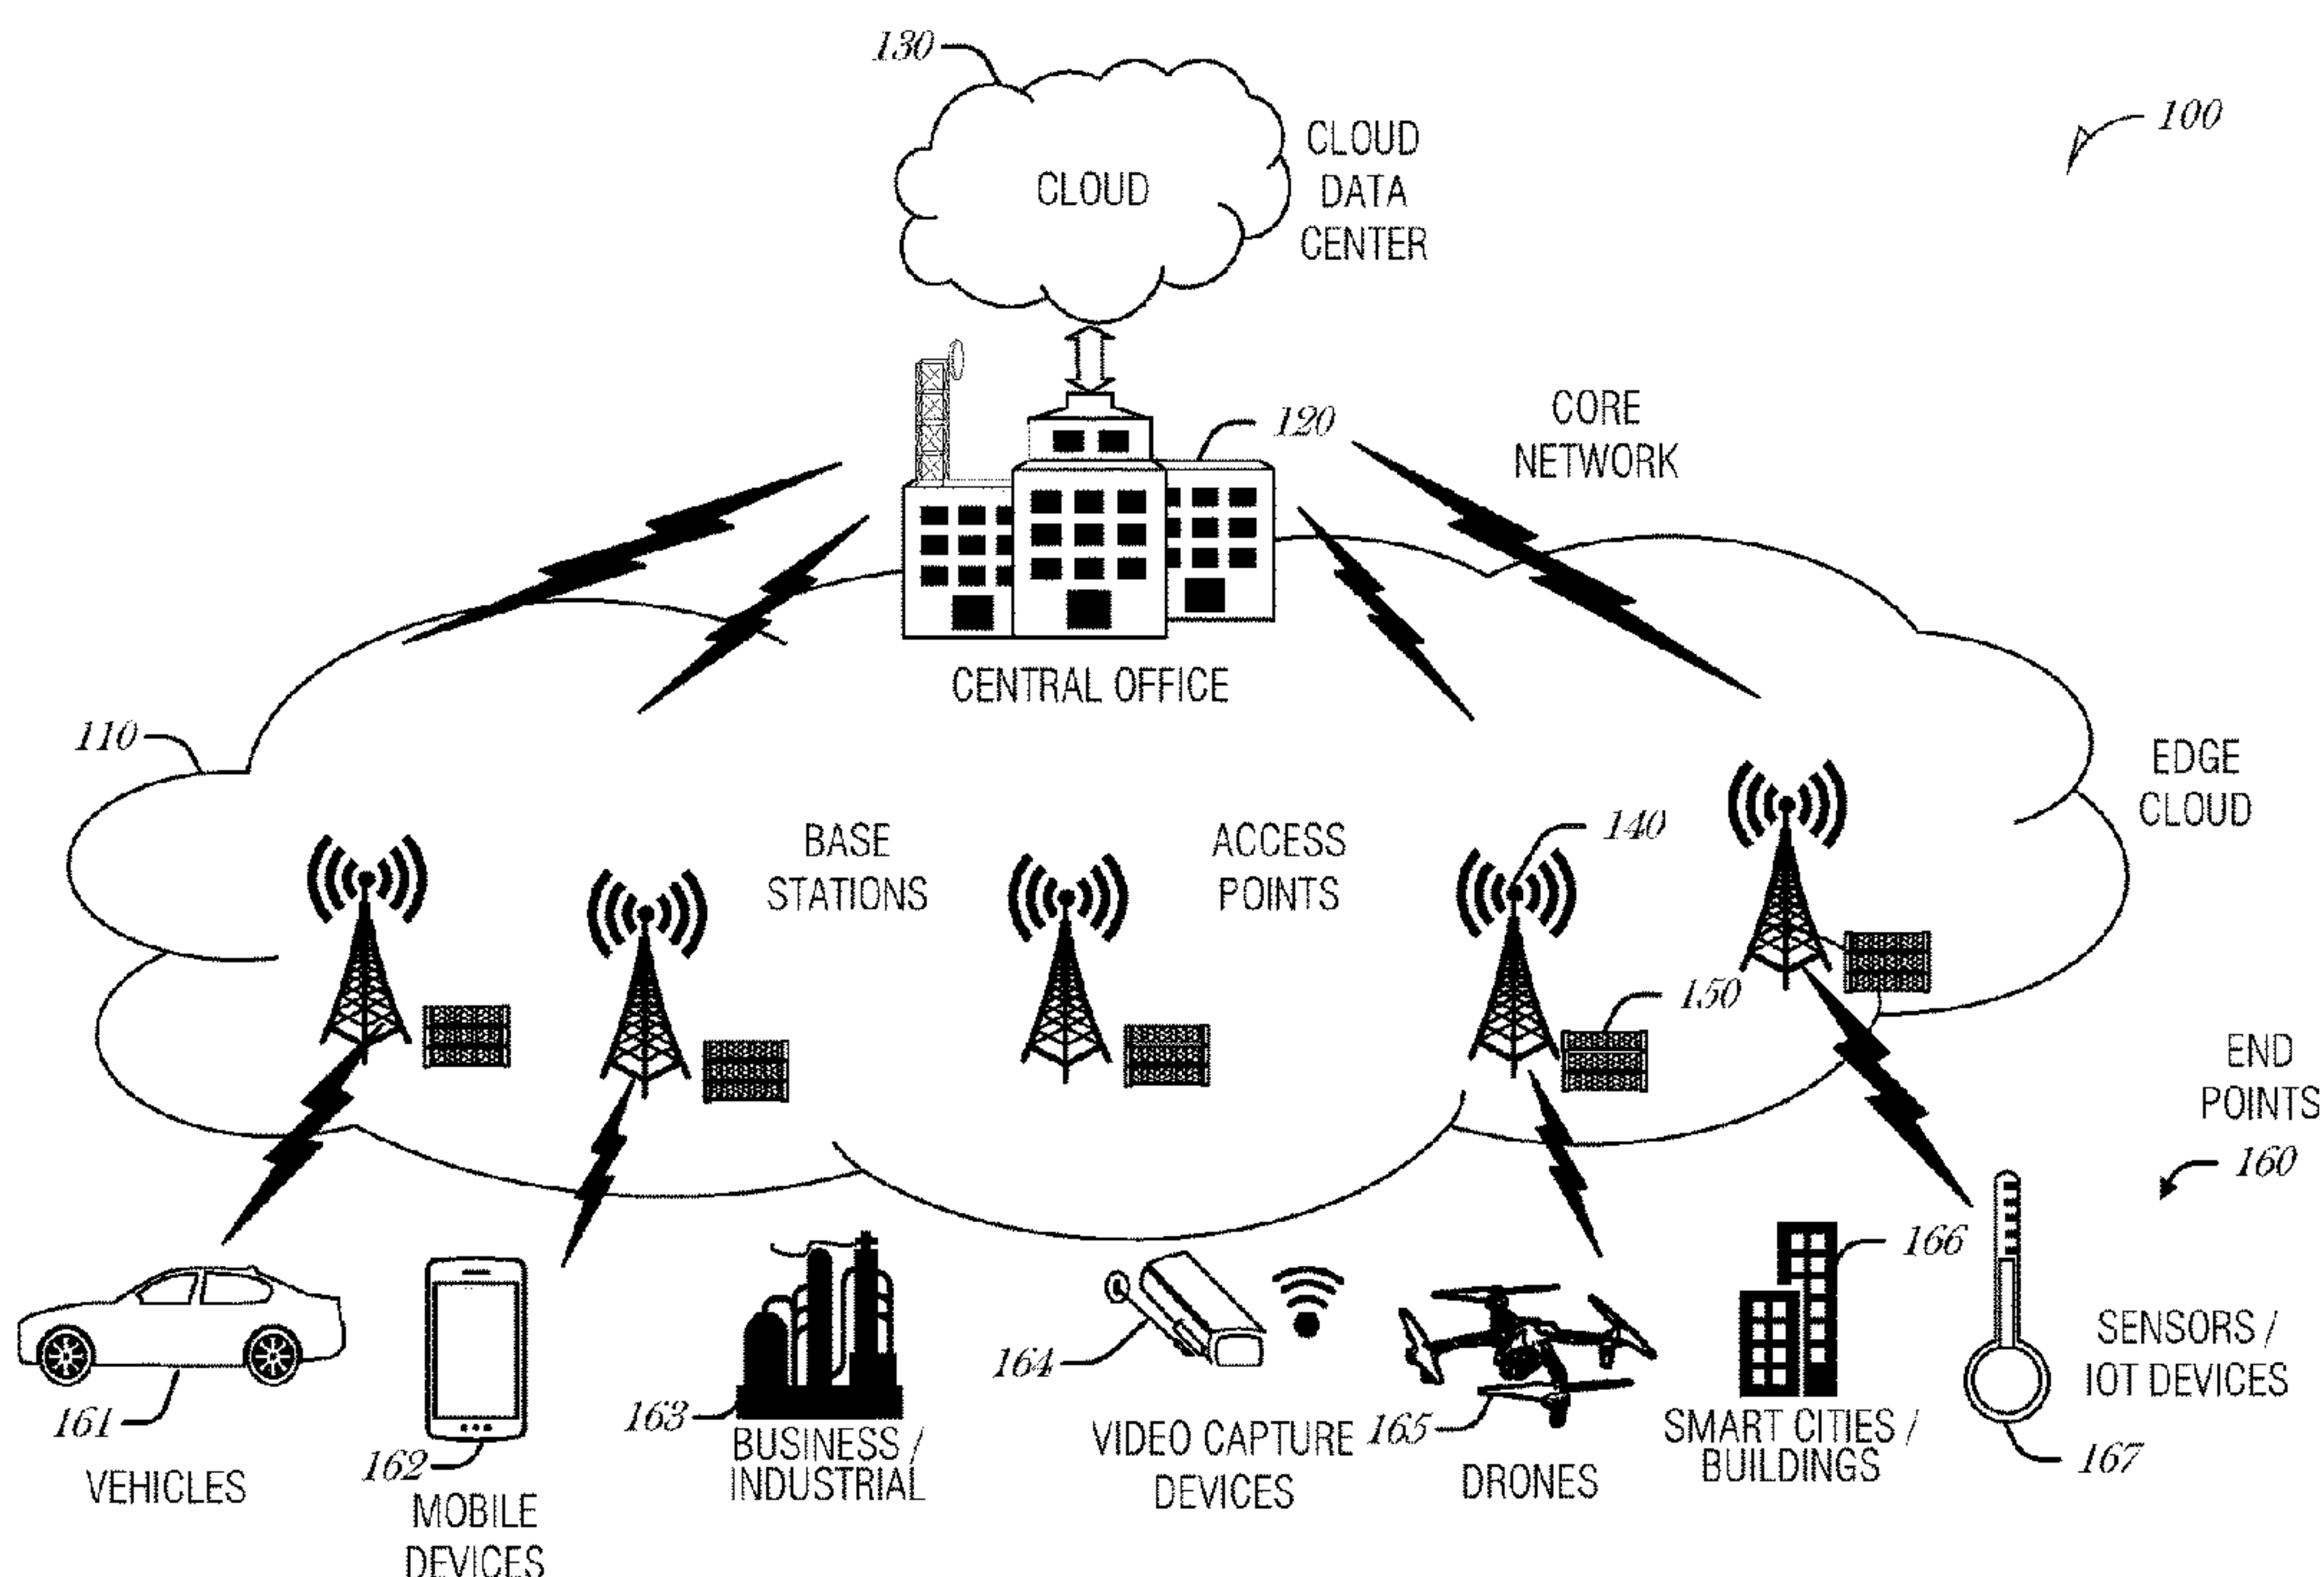 130
100
CLOUD
CLOUD
DATA
CENTER
120
CORE
NETWORK
CENTRAL OFFICE
110
EDGE
CLOUD
BASE
STATIONS
ACCESS
POINTS
140
150
END
POINTS
160
166
164
SENSORS /
IOT DEVICES
161
162
163
165
167
VEHICLES
MOBILE
DEVICES
BUSINESS /
INDUSTRIAL
VIDEO CAPTURE
DEVICES
DRONES
SMART CITIES /
BUILDINGS